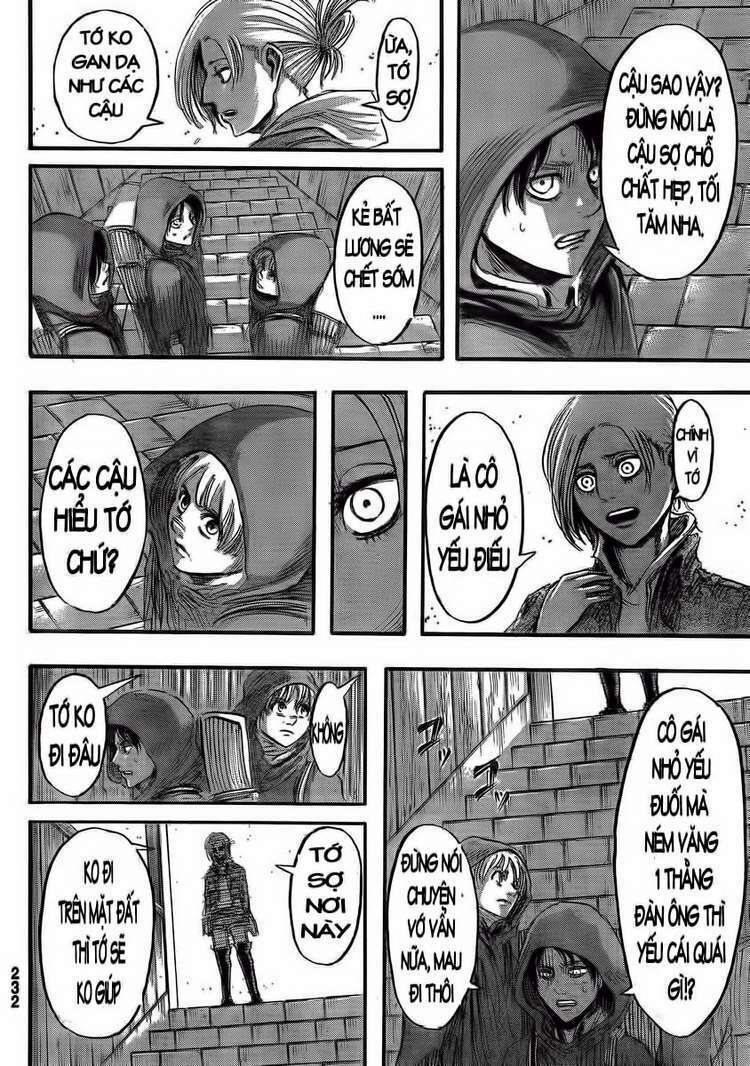 CẬU SAO VẬY?
ĐỪNG NÓI LÀ
CẬU SỢ CHỖ
CHẤT HẸP, TỐI
TĂM NHA.
ỪA,
TỚ
SỢ
TỚ KO
GAN DẠ
NHƯ CÁC
CẬU
KẺ BẤT
LƯƠNG SẼ
CHẾT SỚM
....
CHÍNH
VÌ
TỚ
LÀ CÔ
GÁI NHỎ
YẾU ĐIẾU
CÁC CẬU
HIỂU TỚ
CHỨ?
CÔ GÁI
NHỎ YẾU
ĐUỐI MÀ
NÉM VĂNG
1 THẰNG
ĐÀN ÔNG THÌ
YẾU CÁI QUÁI
GÌ!?
ĐỪNG NÓI
CHUYỆN
VỚ VẨN
NỮA, MAU
ĐI THÔI
KHÔNG
TỚ KO
ĐI ĐÂU
TỚ
SỢ
NƠI
NÀY
KO ĐI
TRÊN MẶT ĐẤT
THÌ TỚ SẼ
KO GIÚP
232